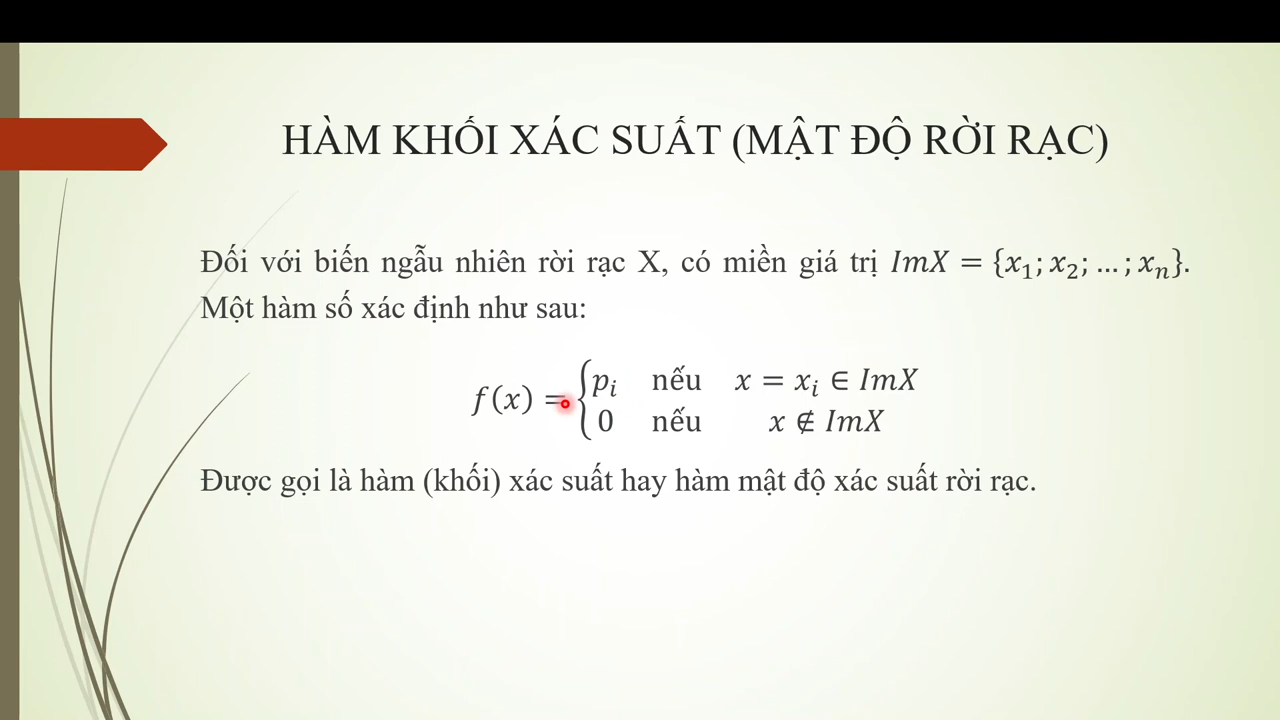 HÀM KHỐI XÁC SUẤT (MẬT ĐỘ RỜI RẠC)
Đối với biến ngẫu nhiên rời rạc X, có miền giá trị ImX = {x₁; x₂; … ; xₙ}.
Một hàm số xác định như sau:
f(x) = { pᵢ nếu x = xᵢ ∈ ImX
0 nếu x ∉ ImX
Được gọi là hàm (khối) xác suất hay hàm mật độ xác suất rời rạc.